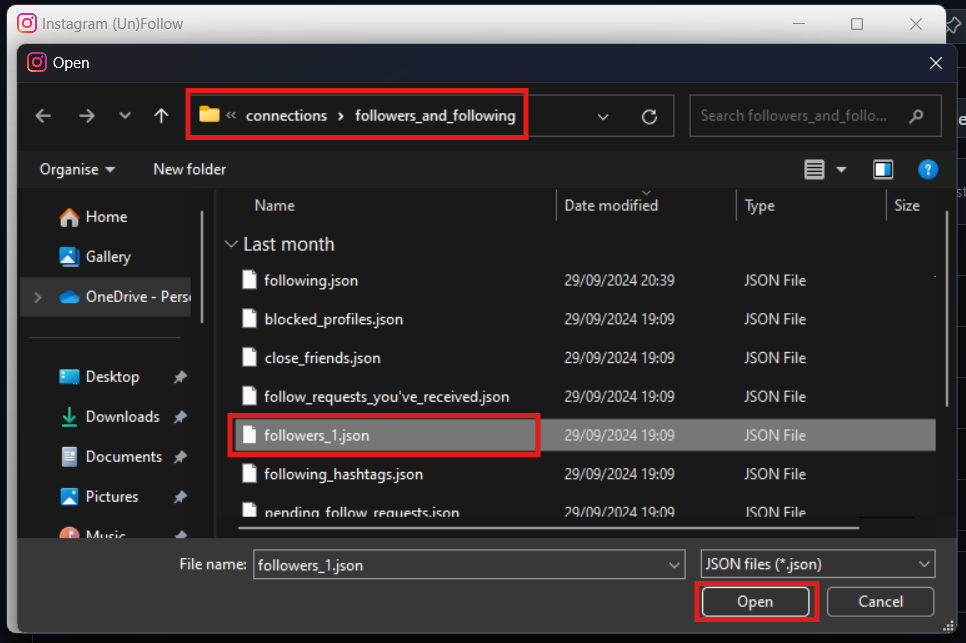 Instagram (Un)Follow
Open
« connections › followers_and_following
Search followers_and_follo...
Organise
New folder
Name Date modified Type Size
Home
Gallery
OneDrive - Pers
Desktop
Downloads
Documents
Pictures
Music
Last month
following.json 29/09/2024 20:39 JSON File
blocked_profiles.json 29/09/2024 19:09 JSON File
close_friends.json 29/09/2024 19:09 JSON File
follow_requests_you've_received.json 29/09/2024 19:09 JSON File
followers_1.json 29/09/2024 19:09 JSON File
following_hashtags.json 29/09/2024 19:09 JSON File
pending_follow_requests.json 29/09/2024 19:09 JSON File
File name: followers_1.json JSON files (*.json)
Open Cancel